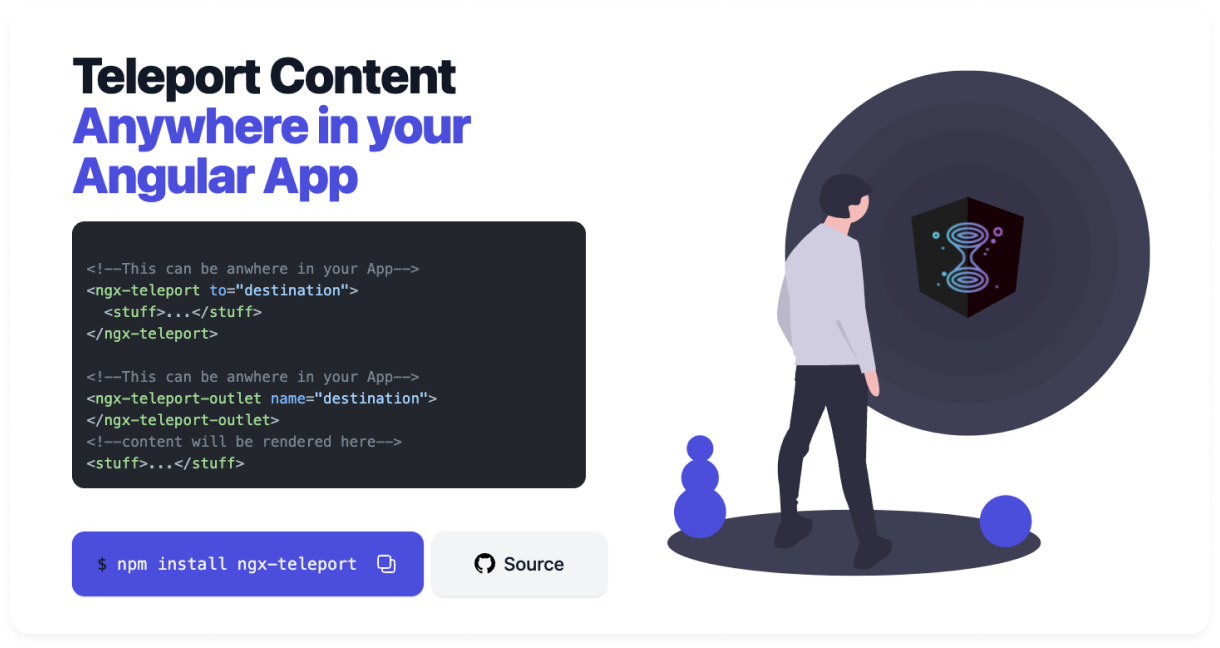 Teleport Content
Anywhere in your
Angular App
<!--This can be anwhere in your App-->
<ngx-teleport to="destination">
  <stuff>...</stuff>
</ngx-teleport>
<!--This can be anwhere in your App-->
<ngx-teleport-outlet name="destination">
</ngx-teleport-outlet>
<!--content will be rendered here-->
<stuff>...</stuff>
$ npm install ngx-teleport
Source